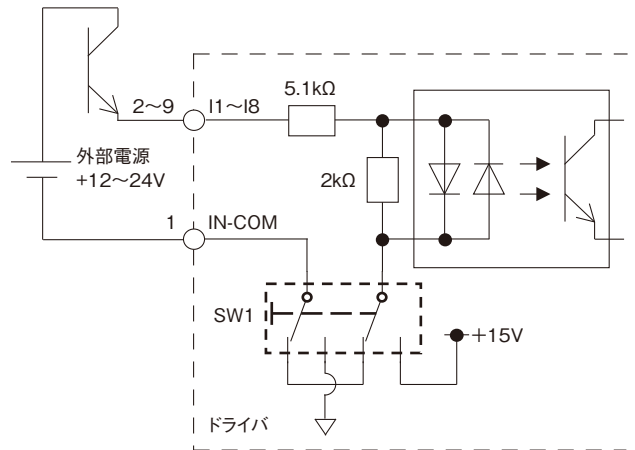 5.1kΩ
2～9
I1～I8
外部電源
+12～24V
2kΩ
1
IN-COM
SW1
+15V
ドライバ